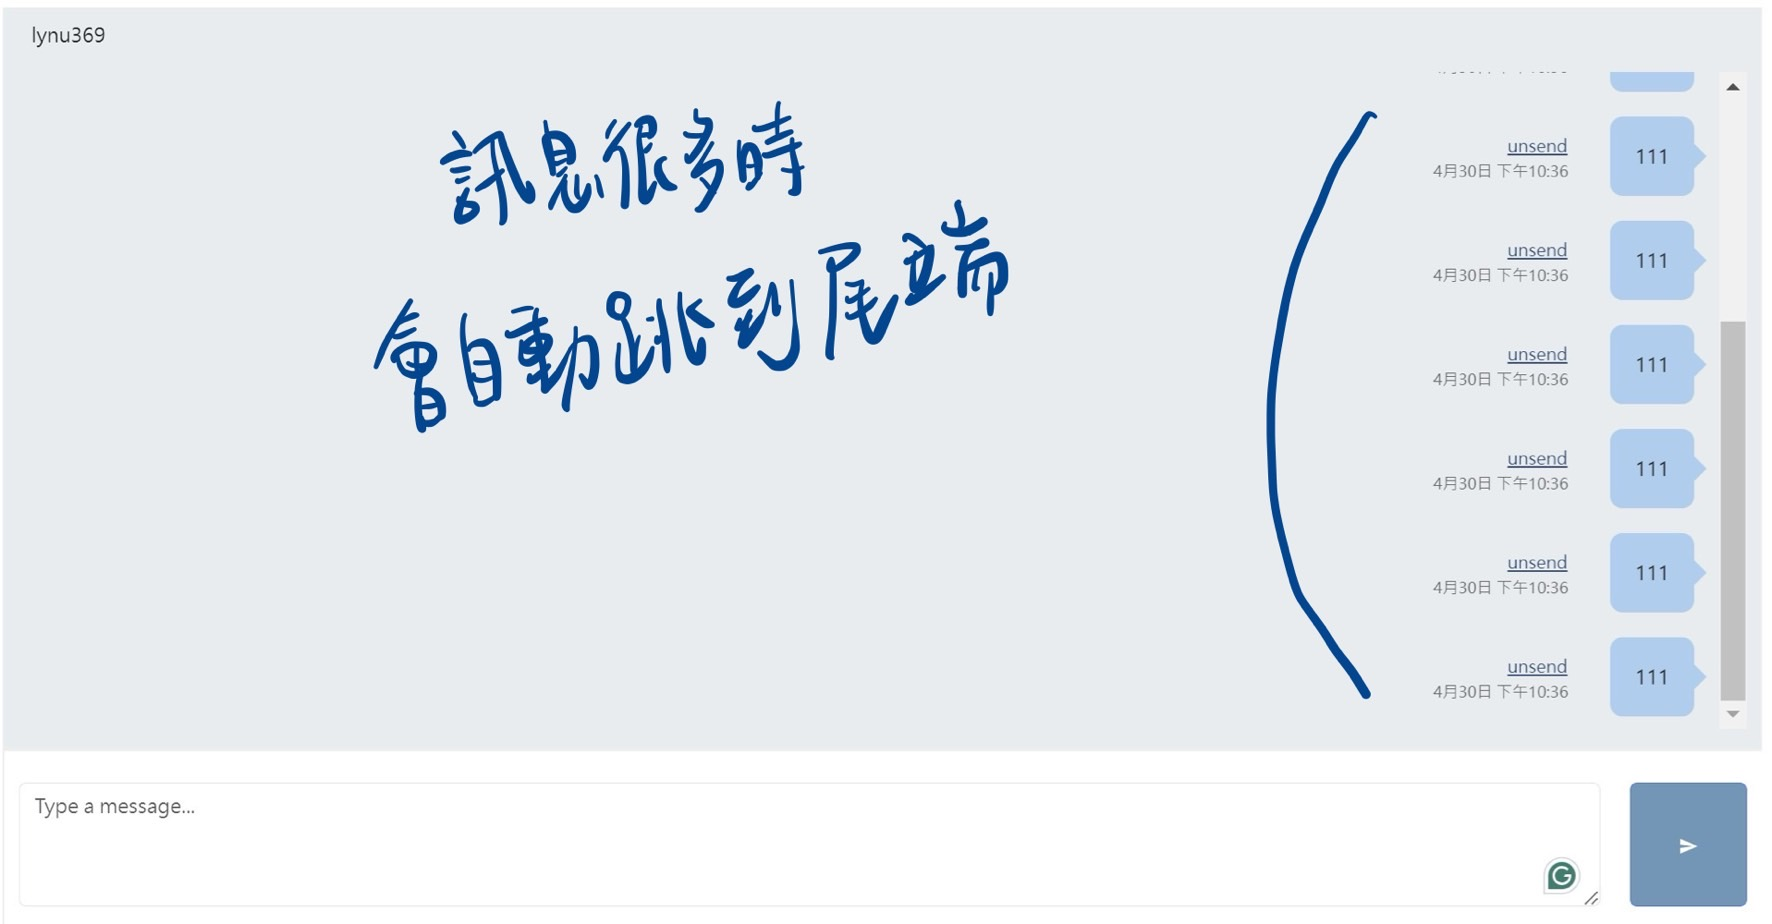 lynu369
訊息很多時
會自動跳到尾端
unsend
4月30日 下午10:36
111
unsend
4月30日 下午10:36
111
unsend
4月30日 下午10:36
111
unsend
4月30日 下午10:36
111
unsend
4月30日 下午10:36
111
unsend
4月30日 下午10:36
111
Type a message...